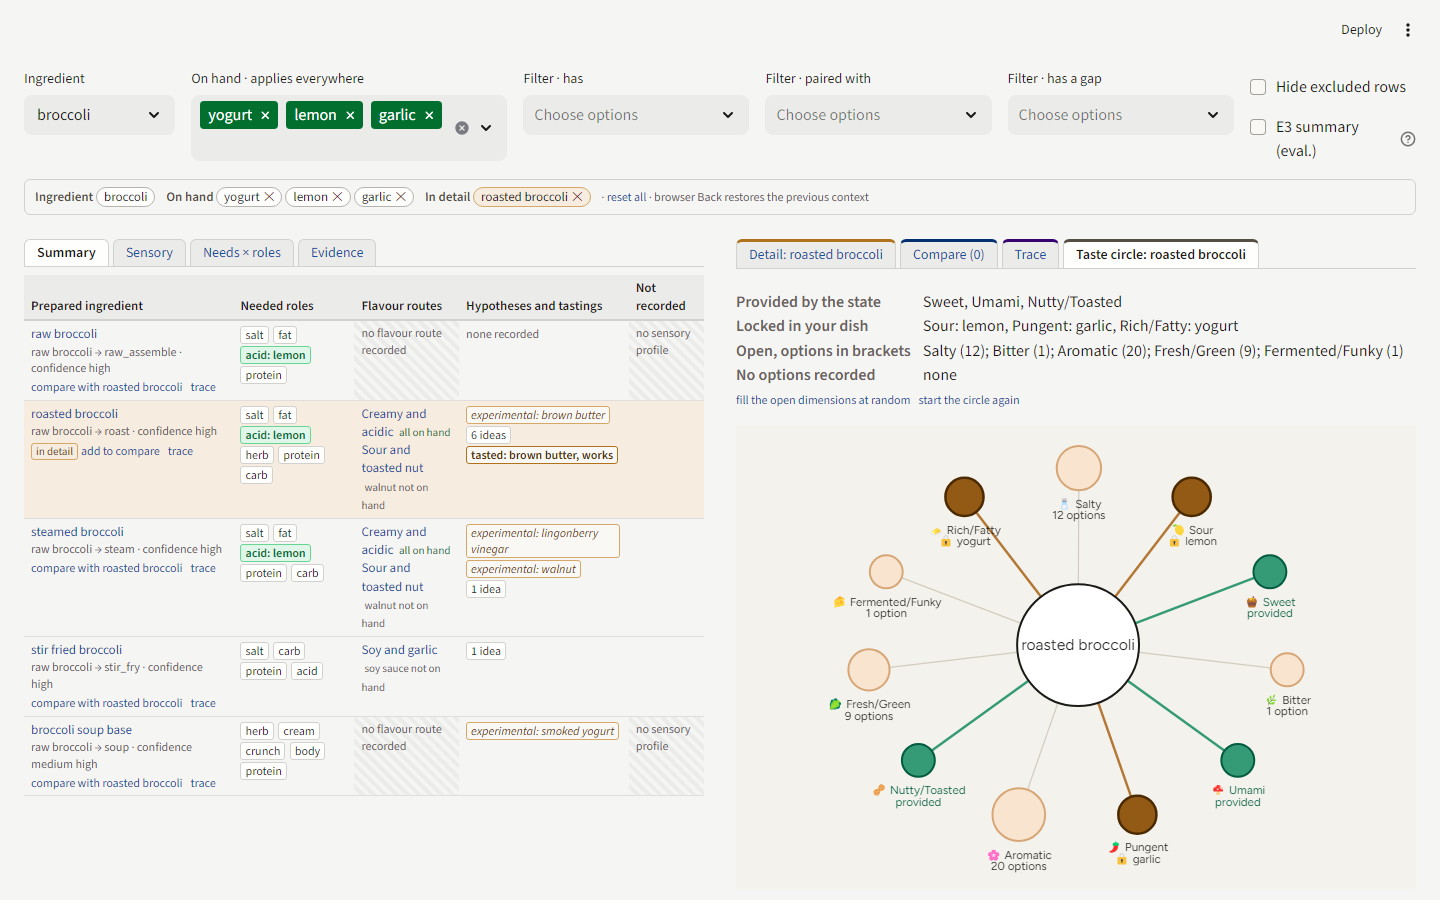 Deploy
Ingredient
On hand · applies everywhere
Filter · has
Filter · paired with
Filter · has a gap
broccoli
yogurt ×
lemon ×
garlic ×
Choose options
Choose options
Choose options
Hide excluded rows
E3 summary
(eval.)
Ingredient broccoli On hand yogurt × lemon × garlic × In detail roasted broccoli × · reset all · browser Back restores the previous context
Summary
Sensory
Needs × roles
Evidence
Prepared ingredient
Needed roles
Flavour routes
Hypotheses and tastings
Not
recorded
raw broccoli
raw broccoli → raw_assemble ·
confidence high
compare with roasted broccoli trace
salt fat
acid: lemon
protein
no flavour route
recorded
none recorded
no sensory
profile
roasted broccoli
raw broccoli → roast · confidence high
in detail add to compare trace
salt fat
acid: lemon
herb protein
carb
Creamy and
acidic all on hand
Sour and
toasted nut
walnut not on
hand
experimental: brown butter
6 ideas
tasted: brown butter, works
steamed broccoli
raw broccoli → steam · confidence high
compare with roasted broccoli trace
salt fat
acid: lemon
protein carb
Creamy and
acidic all on hand
Sour and
toasted nut
walnut not on
hand
experimental: lingonberry
vinegar
experimental: walnut
1 idea
stir fried broccoli
raw broccoli → stir_fry · confidence
high
compare with roasted broccoli trace
salt carb
protein acid
Soy and garlic
soy sauce not on
hand
1 idea
broccoli soup base
raw broccoli → soup · confidence
medium high
compare with roasted broccoli trace
herb cream
crunch body
protein
no flavour route
recorded
experimental: smoked yogurt
no sensory
profile
Detail: roasted broccoli
Compare (0)
Trace
Taste circle: roasted broccoli
Provided by the state Sweet, Umami, Nutty/Toasted
Locked in your dish Sour: lemon, Pungent: garlic, Rich/Fatty: yogurt
Open, options in brackets Salty (12); Bitter (1); Aromatic (20); Fresh/Green (9); Fermented/Funky (1)
No options recorded none
fill the open dimensions at random start the circle again
Salty
12 options
Rich/Fatty
yogurt
Sour
lemon
Fermented/Funky
1 option
Sweet
provided
roasted broccoli
Fresh/Green
9 options
Bitter
1 option
Nutty/Toasted
provided
Umami
provided
Aromatic
20 options
Pungent
garlic